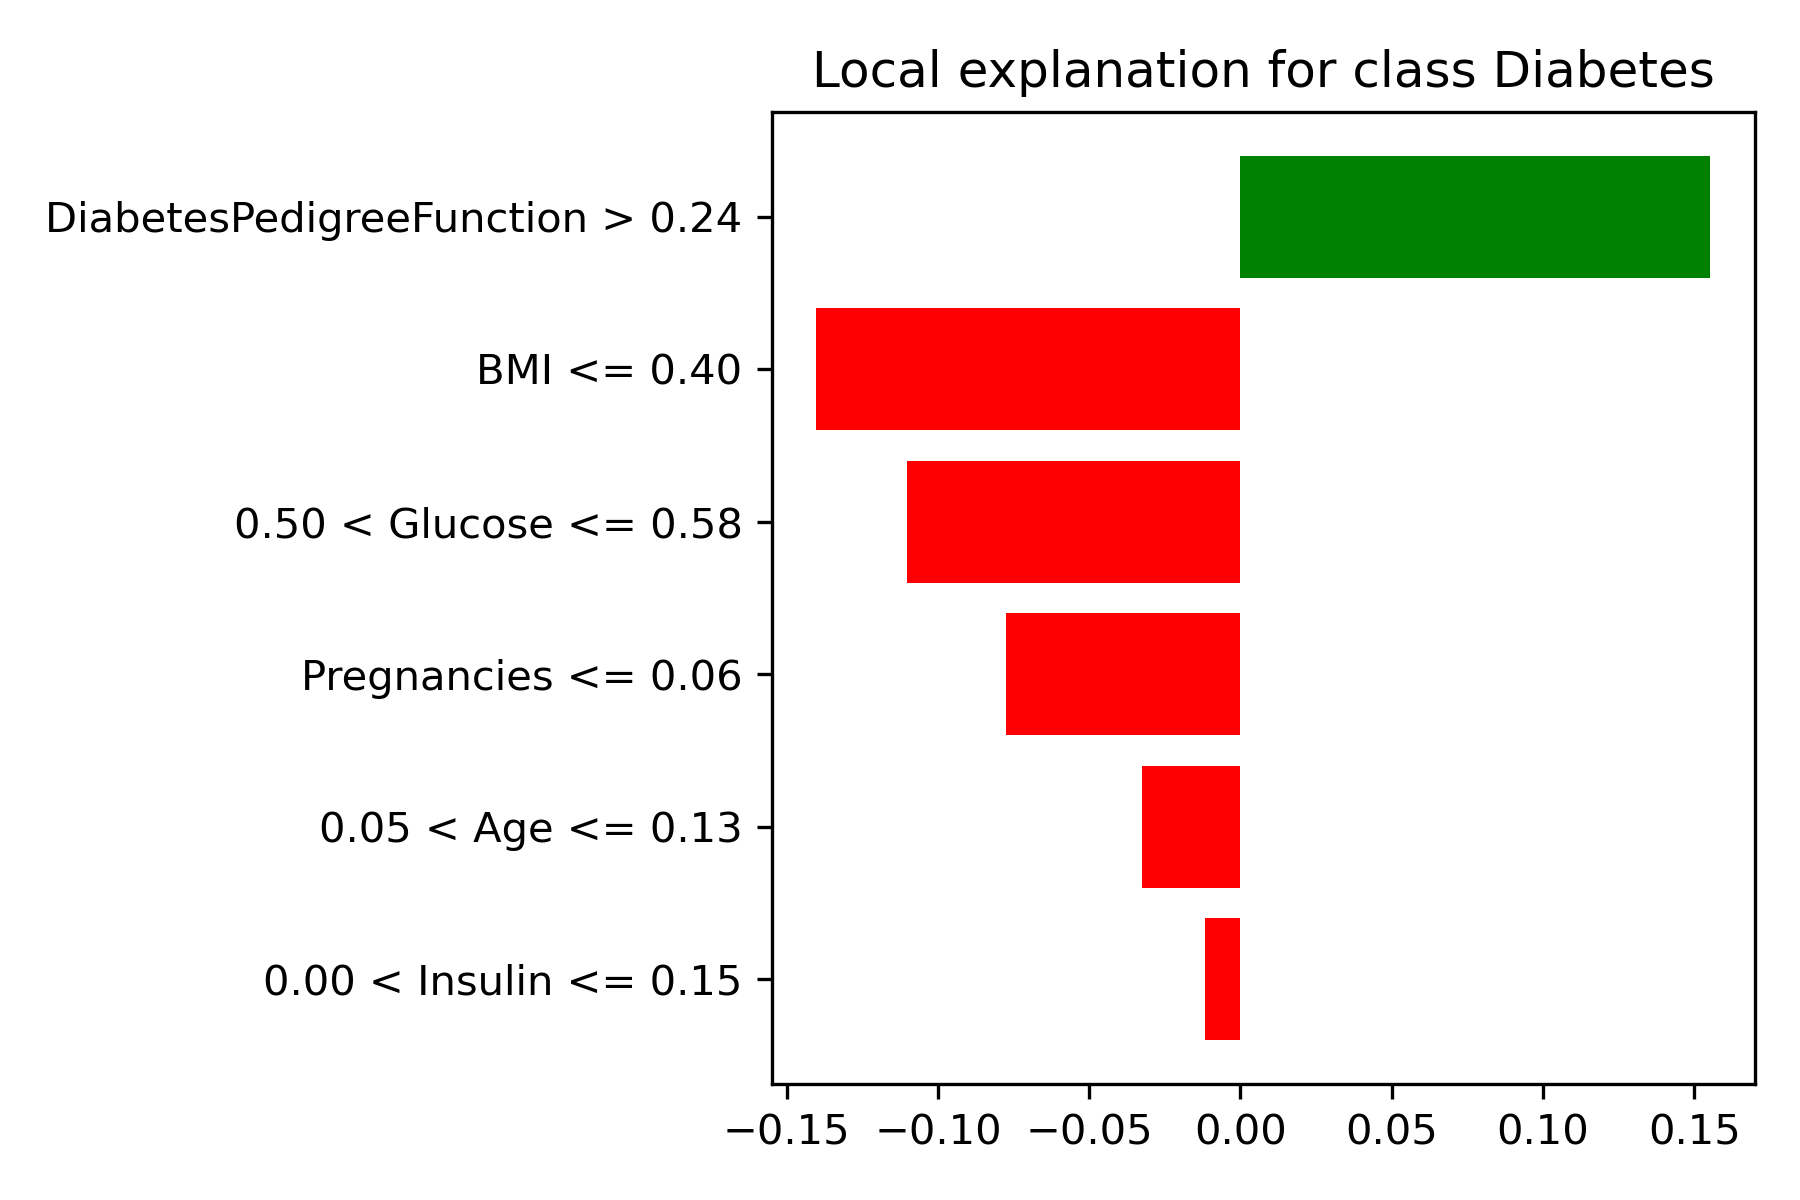 Local explanation for class Diabetes
DiabetesPedigreeFunction > 0.24
BMI <= 0.40
0.50 < Glucose <= 0.58
Pregnancies <= 0.06
0.05 < Age <= 0.13
0.00 < Insulin <= 0.15
−0.15 −0.10 −0.05 0.00 0.05 0.10 0.15